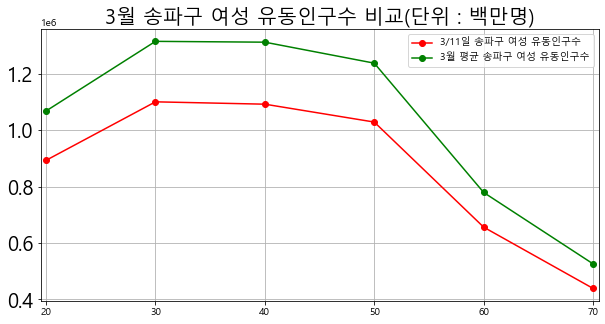 3월 송파구 여성 유동인구수 비교(단위 : 백만명)
1e6
3/11일 송파구 여성 유동인구수
3월 평균 송파구 여성 유동인구수
1.2
1.0
0.8
0.6
0.4
20 30 40 50 60 70